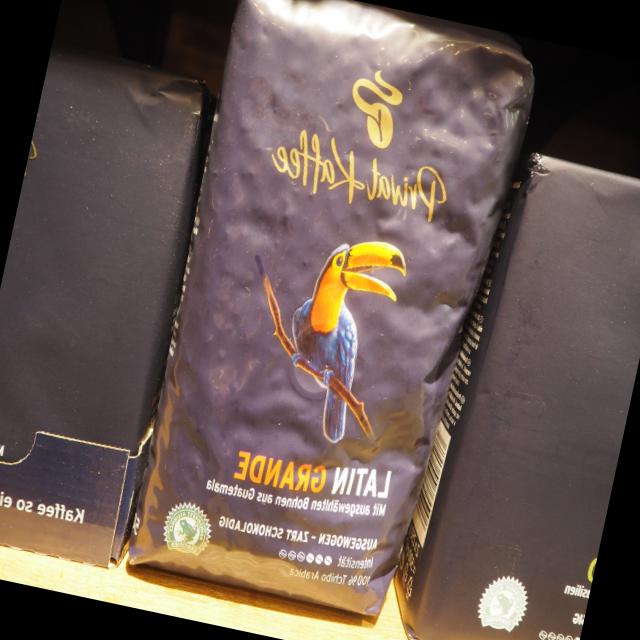 Privat Kaffee
LATIN GRANDE
Mit ausgewählten Bohnen aus Guatemala
AUSGEWOGEN - ZART SCHOKOLADIG
Intensität
100% Tchibo Arabica
Kaffee so ei